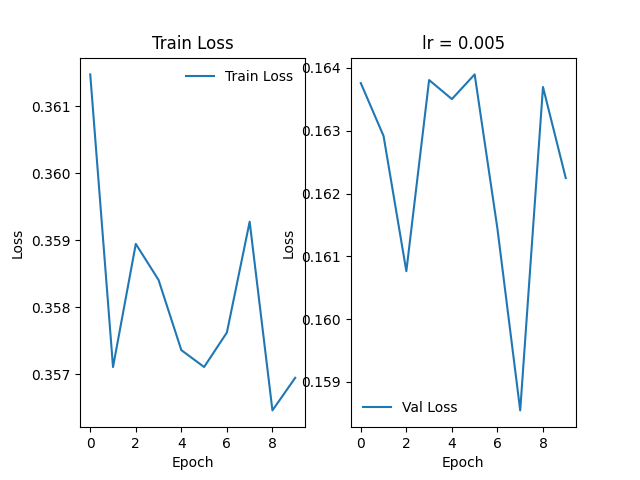 Train Loss
Train Loss
0.361
0.360
0.359
0.358
0.357
Loss
0 2 4 6 8
Epoch
lr = 0.005
0.164
0.163
0.162
0.161
0.160
0.159
Loss
Val Loss
0 2 4 6 8
Epoch